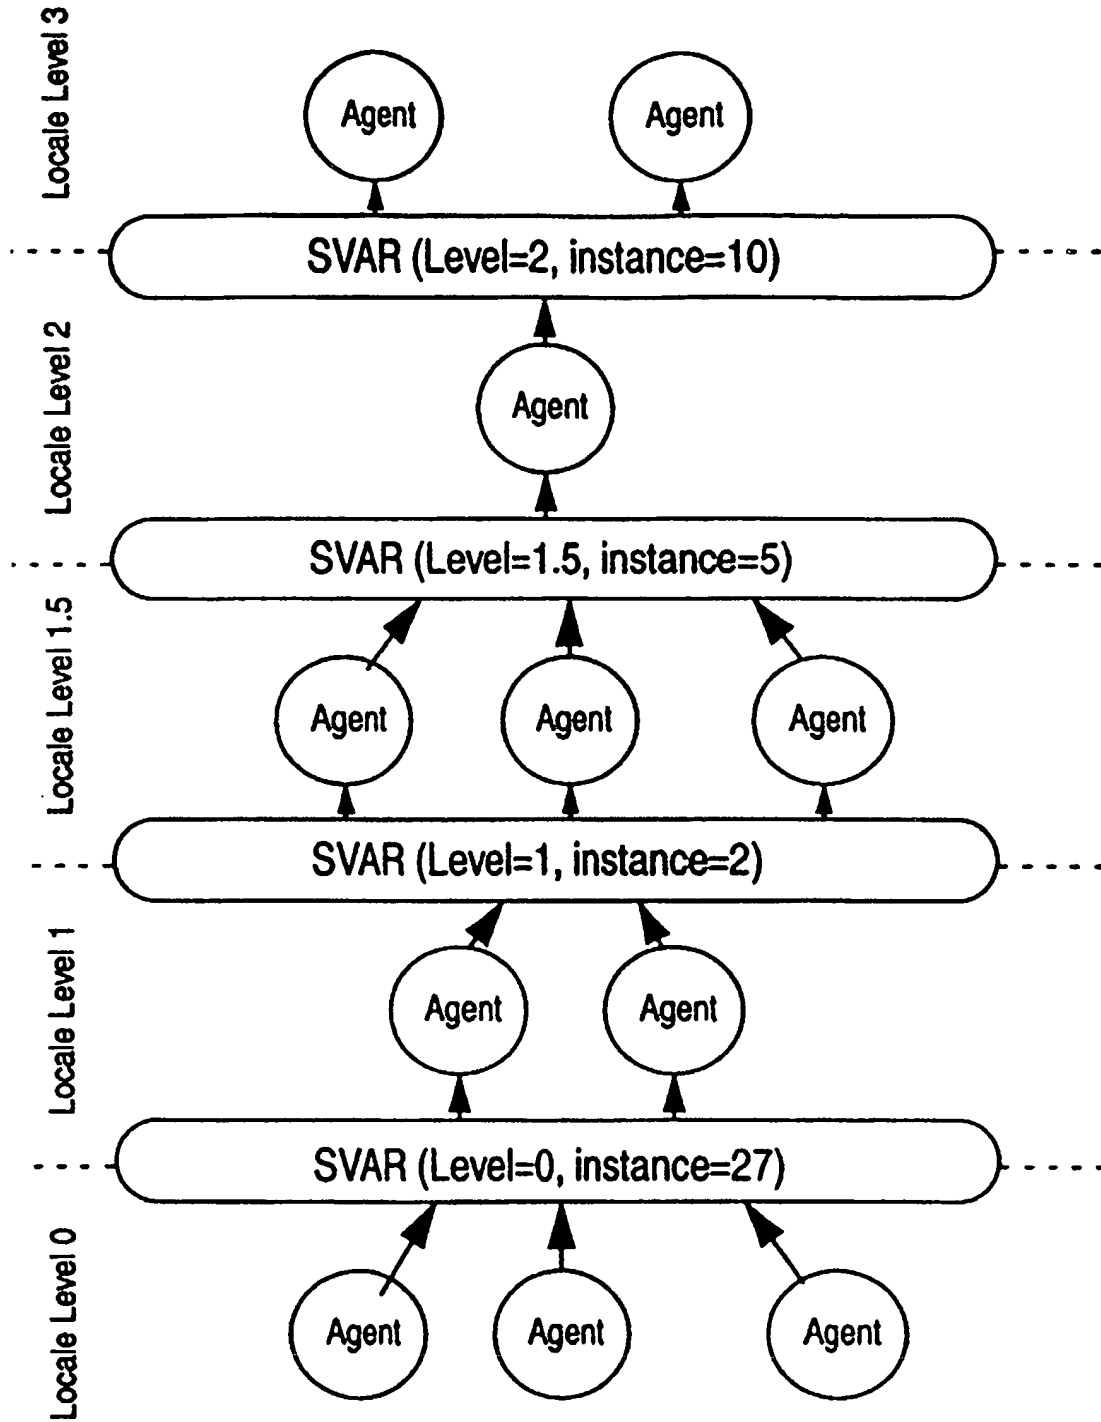 Locale Level 3
Agent
Agent
SVAR (Level=2, instance=10)
Locale Level 2
Agent
SVAR (Level=1.5, instance=5)
Locale Level 1.5
Agent
Agent
Agent
SVAR (Level=1, instance=2)
Locale Level 1
Agent
Agent
SVAR (Level=0, instance=27)
Locale Level 0
Agent
Agent
Agent